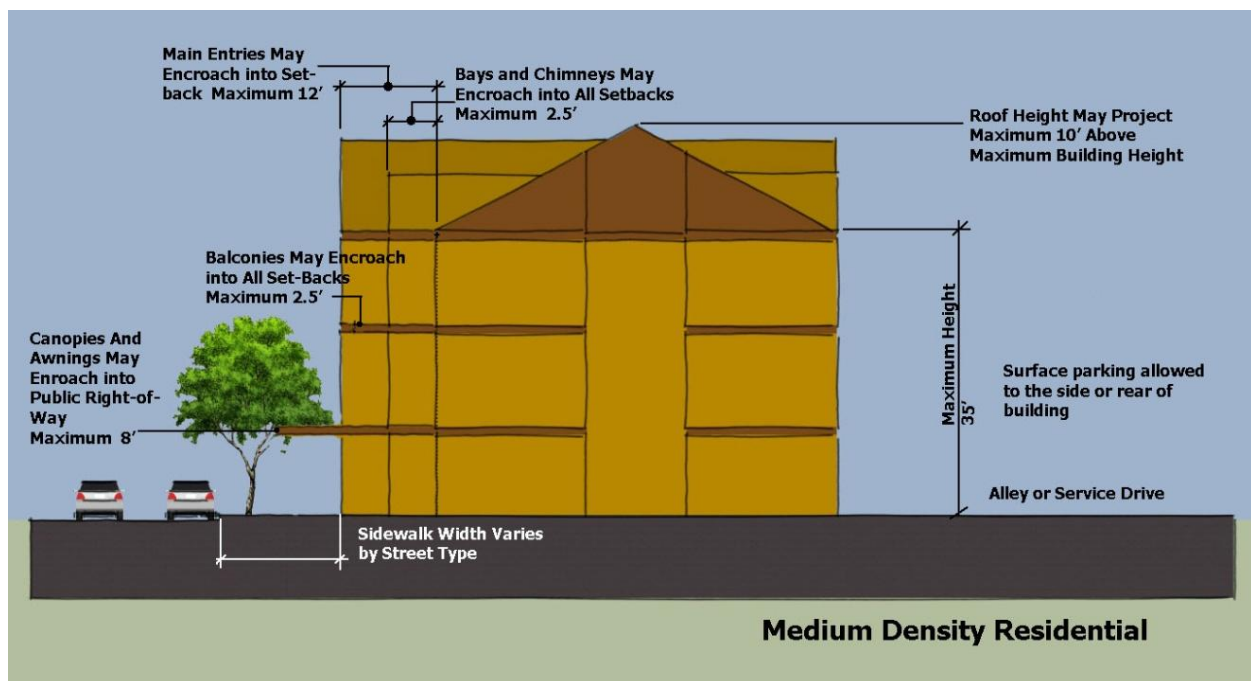 Main Entries May
Encroach into Set-
back Maximum 12'
Bays and Chimneys May
Encroach into All Setbacks
Maximum 2.5'
Roof Height May Project
Maximum 10' Above
Maximum Building Height
Balconies May Encroach
into All Set-Backs
Maximum 2.5'
Canopies And
Awnings May
Enroach into
Public Right-of-
Way
Maximum 8'
Maximum Height
35'
Surface parking allowed
to the side or rear of
building
Alley or Service Drive
Sidewalk Width Varies
by Street Type
Medium Density Residential